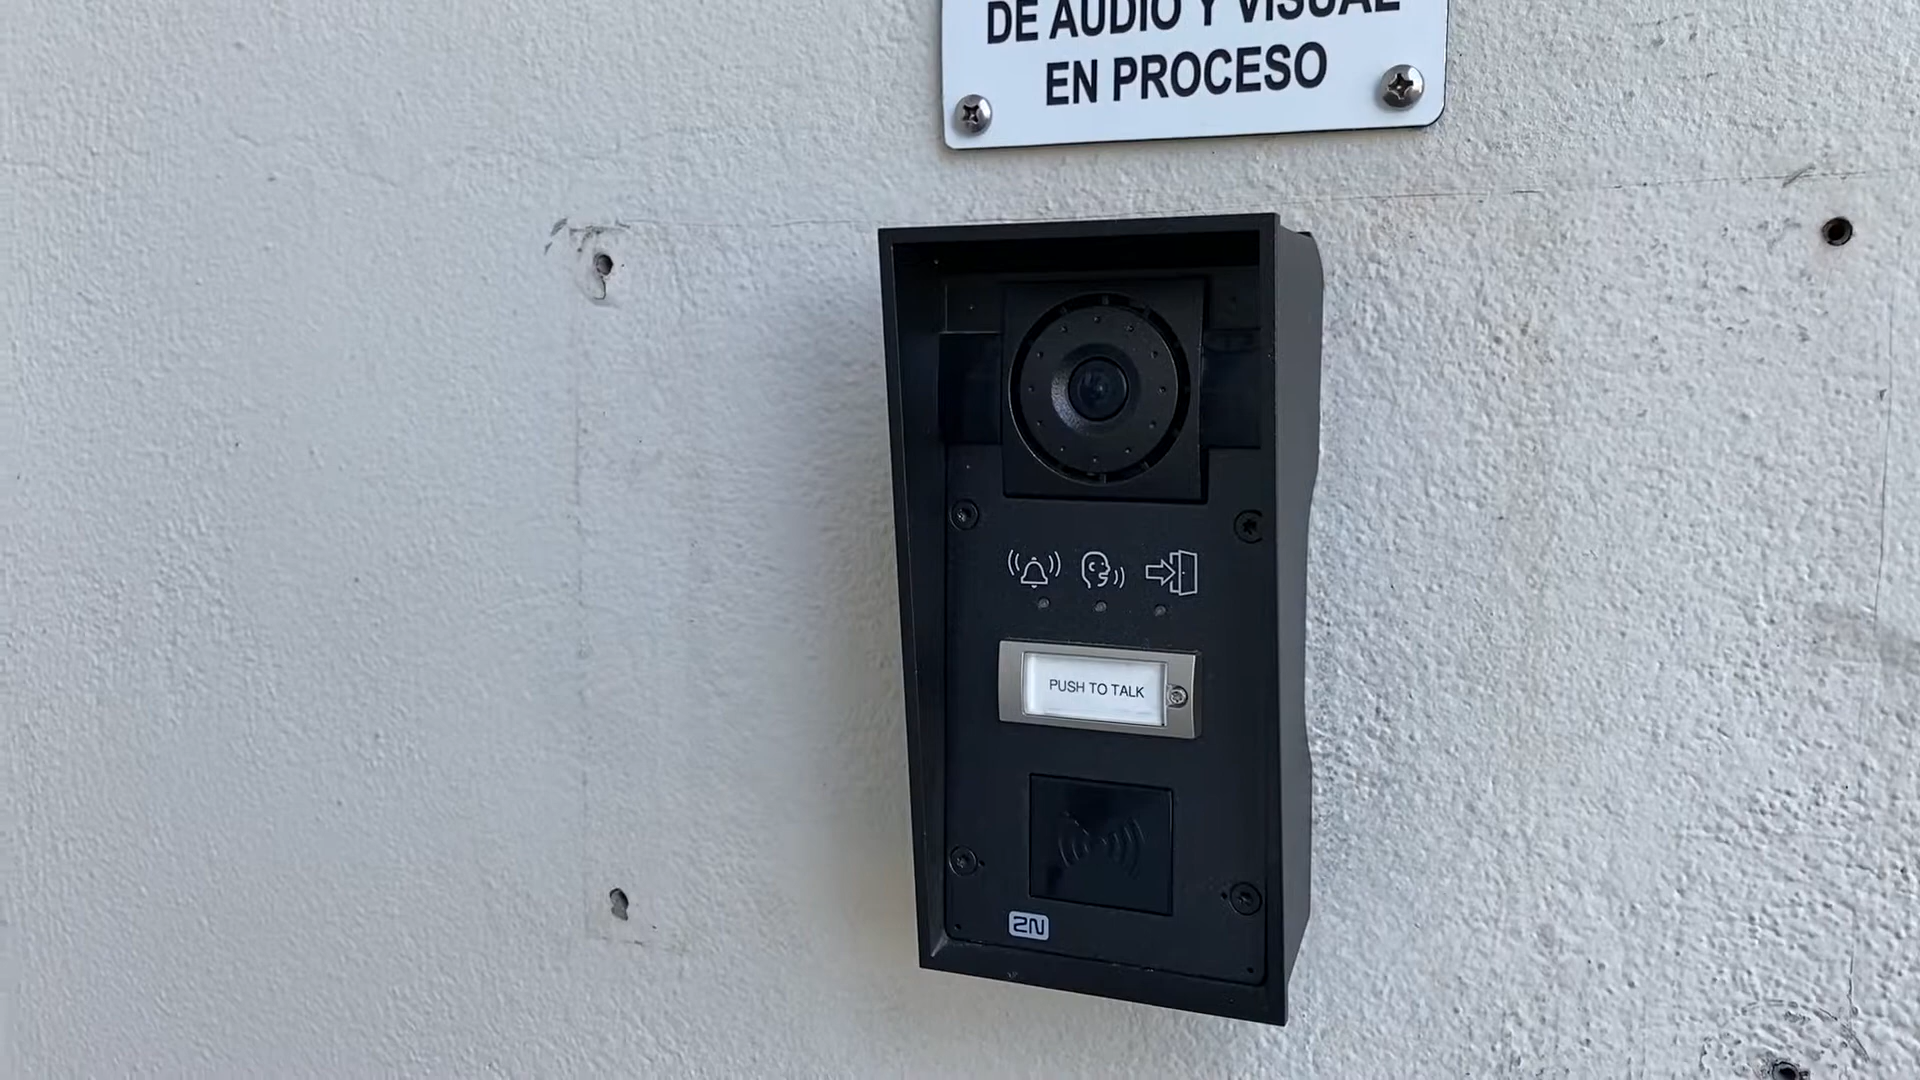 DE AUDIO Y VISUAL
EN PROCESO
PUSH TO TALK
2N